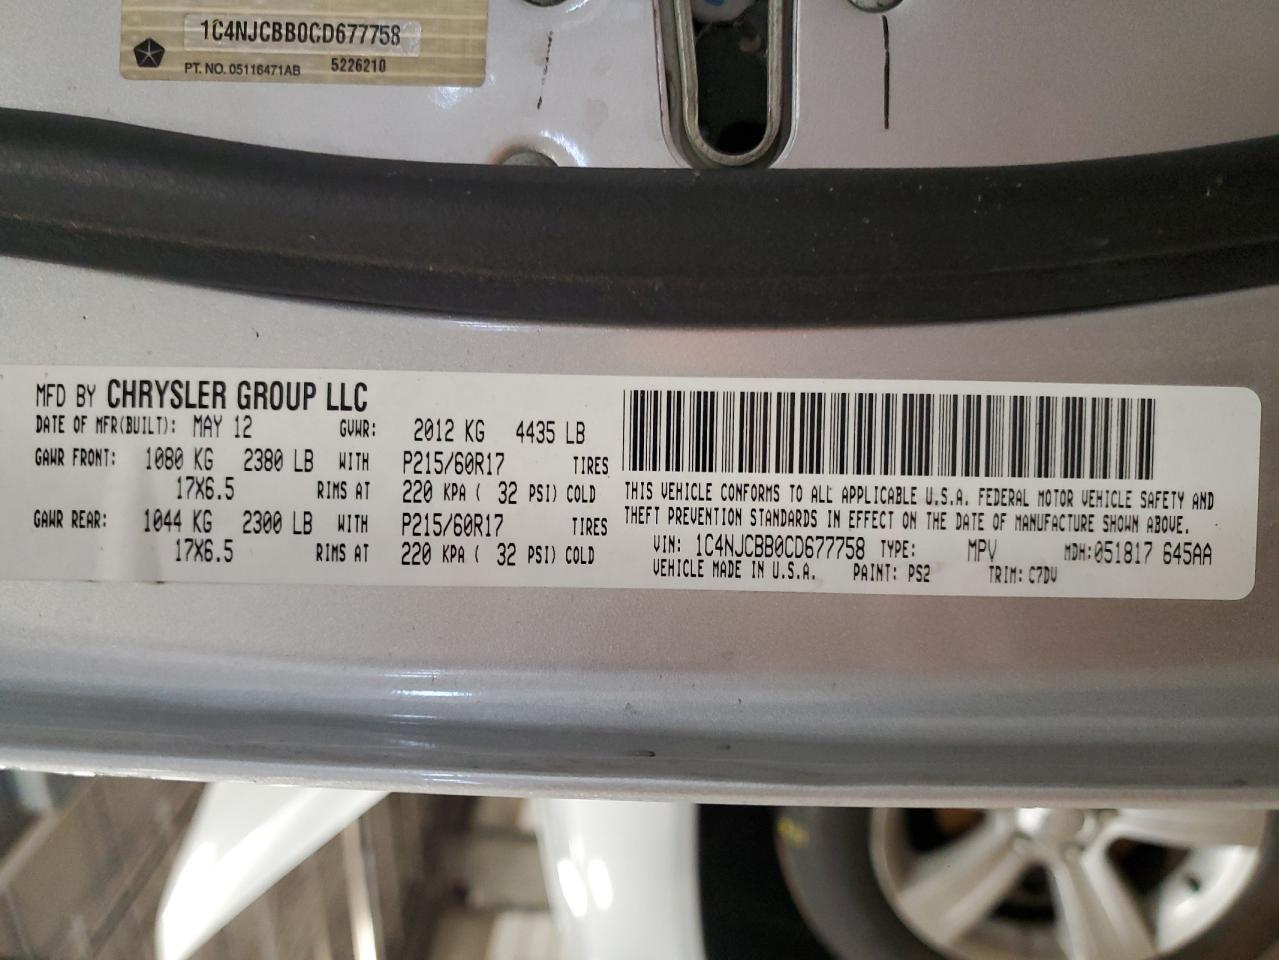 1C4NJCBB0CD677758
PT. NO. 05116471AB 5226210
MFD BY CHRYSLER GROUP LLC
DATE OF MFR(BUILT): MAY 12 GVWR: 2012 KG 4435 LB
GAWR FRONT: 1080 KG 2380 LB WITH P215/60R17 TIRES
17X6.5 RIMS AT 220 KPA ( 32 PSI) COLD
GAWR REAR: 1044 KG 2300 LB WITH P215/60R17 TIRES
17X6.5 RIMS AT 220 KPA ( 32 PSI) COLD
THIS VEHICLE CONFORMS TO ALL APPLICABLE U.S.A. FEDERAL MOTOR VEHICLE SAFETY AND
THEFT PREVENTION STANDARDS IN EFFECT ON THE DATE OF MANUFACTURE SHOWN ABOVE.
VIN: 1C4NJCBB0CD677758 TYPE: MPV MDH:051817 645AA
VEHICLE MADE IN U.S.A. PAINT: PS2 TRIM: C7DV